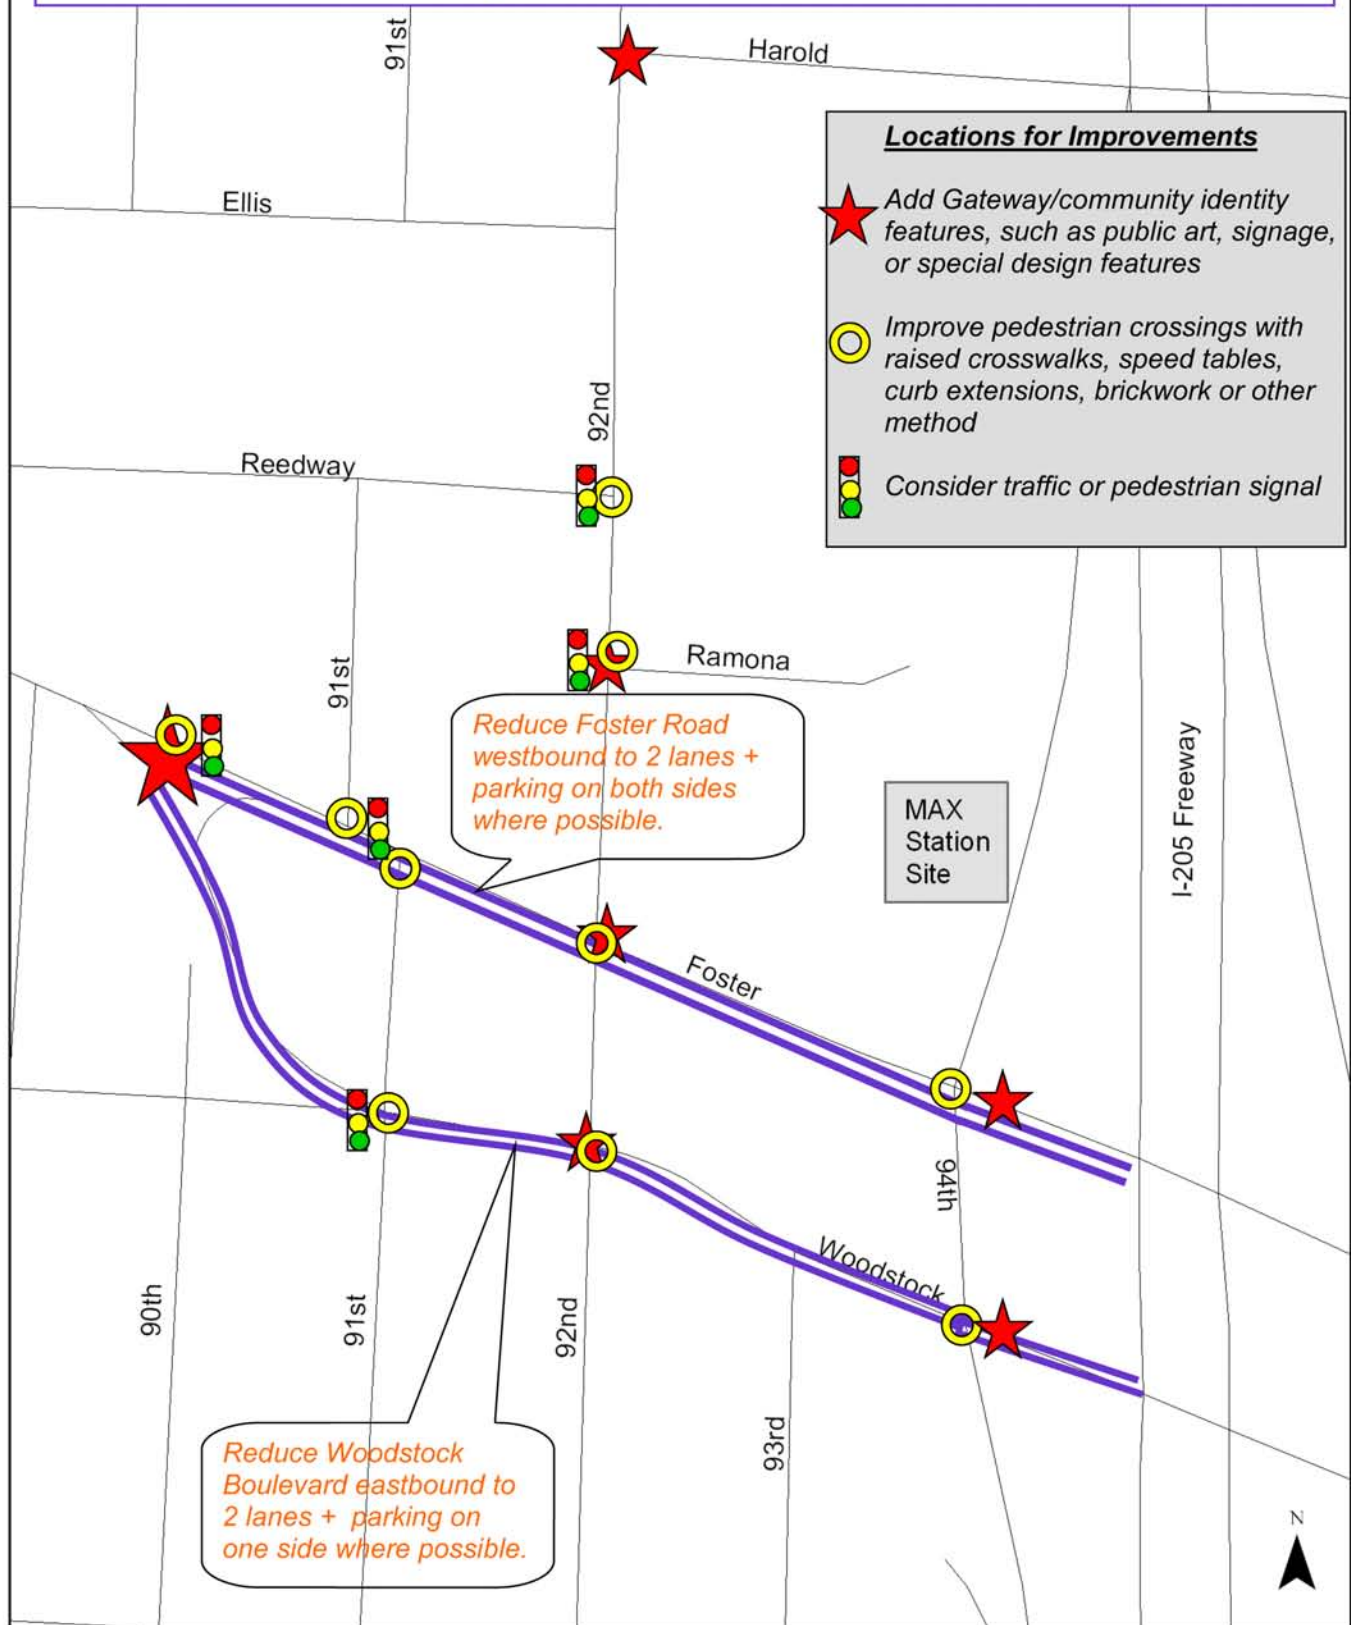 91st
Harold
Locations for Improvements
Add Gateway/community identity
features, such as public art, signage,
or special design features
Ellis
Improve pedestrian crossings with
raised crosswalks, speed tables,
curb extensions, brickwork or other
method
92nd
Reedway
Consider traffic or pedestrian signal
91st
Ramona
Reduce Foster Road
westbound to 2 lanes +
parking on both sides
where possible.
MAX
Station
Site
I-205 Freeway
Foster
94th
Woodstock
90th
91st
92nd
93rd
Reduce Woodstock
Boulevard eastbound to
2 lanes + parking on
one side where possible.
N